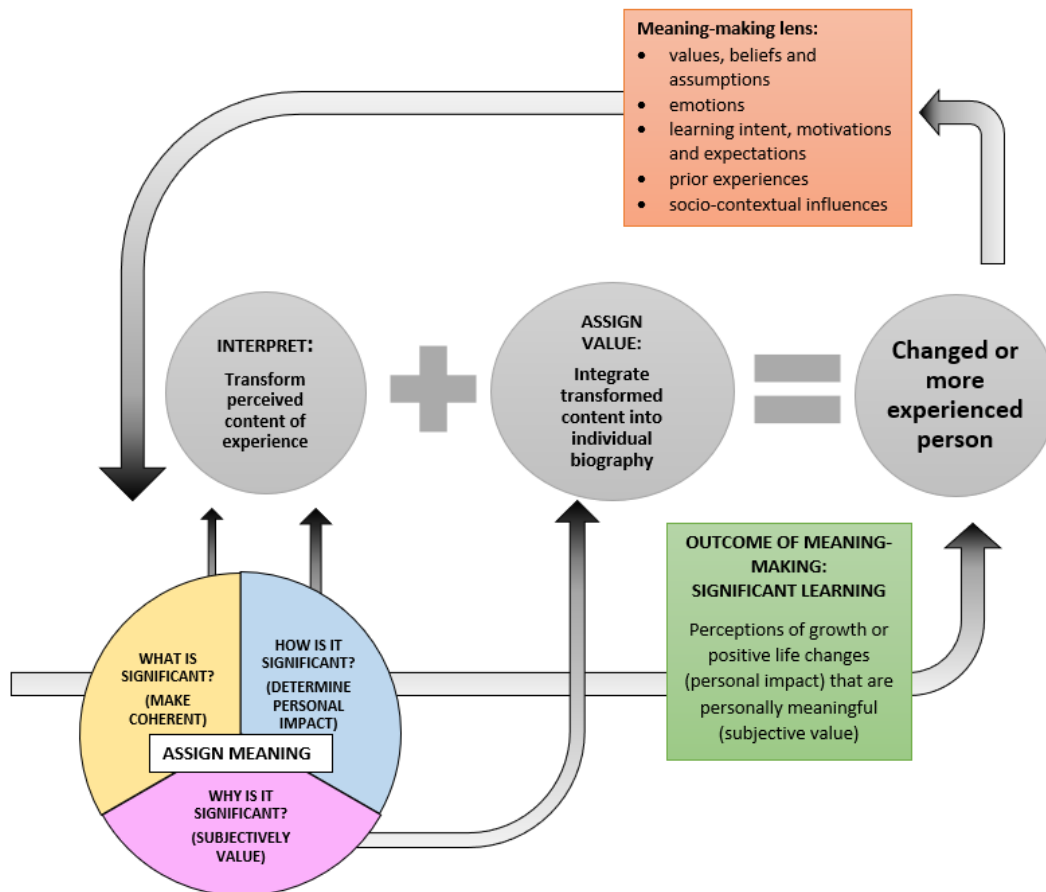 Meaning-making lens:
• values, beliefs and
assumptions
• emotions
• learning intent, motivations
and expectations
• prior experiences
• socio-contextual influences
INTERPRET:
Transform
perceived
content of
experience
ASSIGN
VALUE:
Integrate
transformed
content into
individual
biography
Changed or
more
experienced
person
WHAT IS
SIGNIFICANT?
(MAKE
COHERENT)
HOW IS IT
SIGNIFICANT?
(DETERMINE
PERSONAL
IMPACT)
ASSIGN MEANING
WHY IS IT
SIGNIFICANT?
(SUBJECTIVELY
VALUE)
OUTCOME OF MEANING-
MAKING:
SIGNIFICANT LEARNING
Perceptions of growth or
positive life changes
(personal impact) that are
personally meaningful
(subjective value)